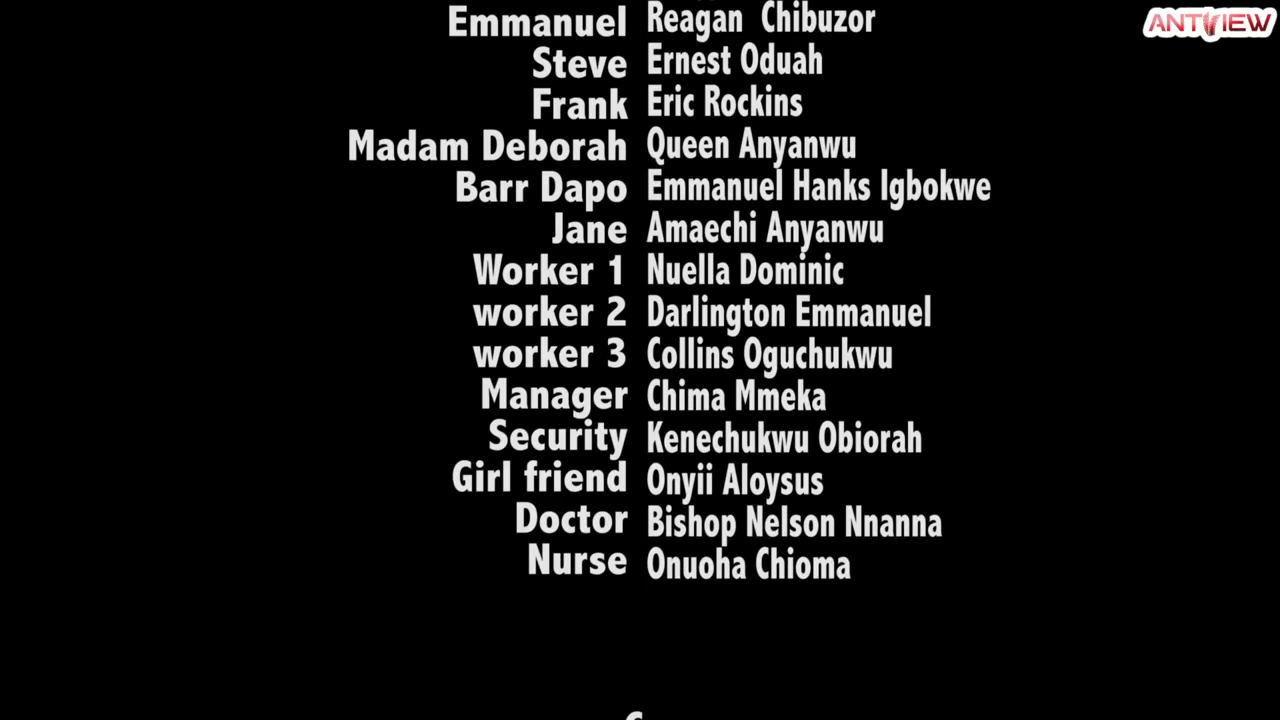 ANTVIEW
Emmanuel Reagan Chibuzor
Steve Ernest Oduah
Frank Eric Rockins
Madam Deborah Queen Anyanwu
Barr Dapo Emmanuel Hanks Igbokwe
Jane Amaechi Anyanwu
Worker 1 Nuella Dominic
worker 2 Darlington Emmanuel
worker 3 Collins Oguchukwu
Manager Chima Mmeka
Security Kenechukwu Obiorah
Girl friend Onyii Aloysus
Doctor Bishop Nelson Nnanna
Nurse Onuoha Chioma